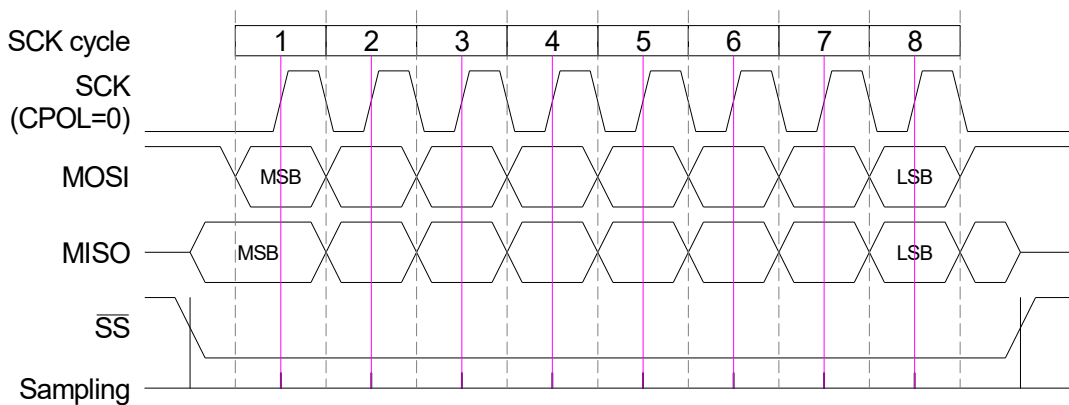 SCK cycle 1 2 3 4 5 6 7 8
SCK
(CPOL=0)
MOSI MSB LSB
MISO MSB LSB
S̅S̅
Sampling